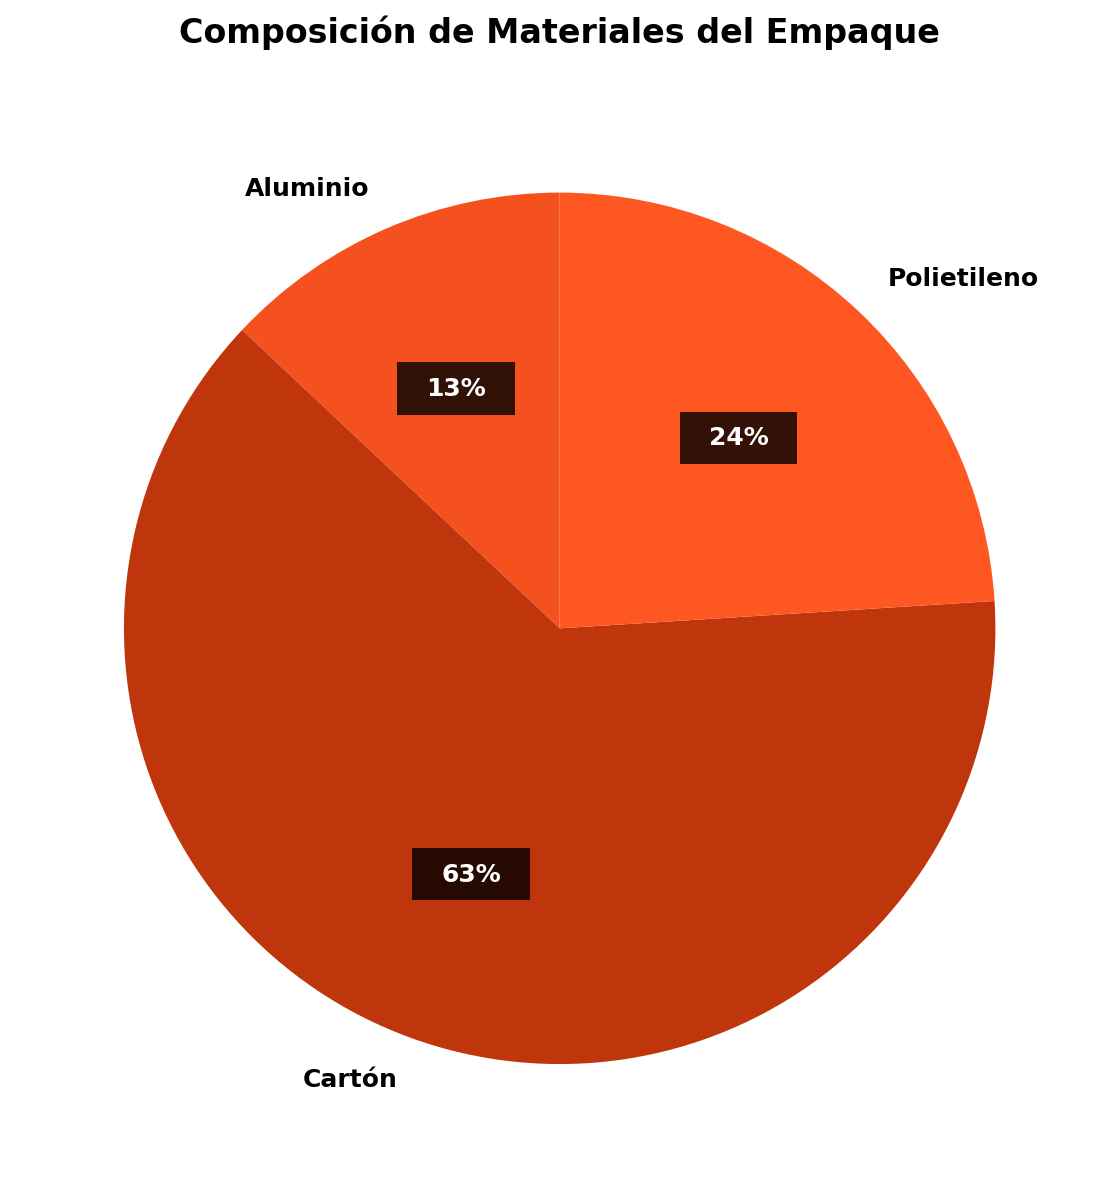 Composición de Materiales del Empaque
Aluminio
Polietileno
13%
24%
63%
Cartón